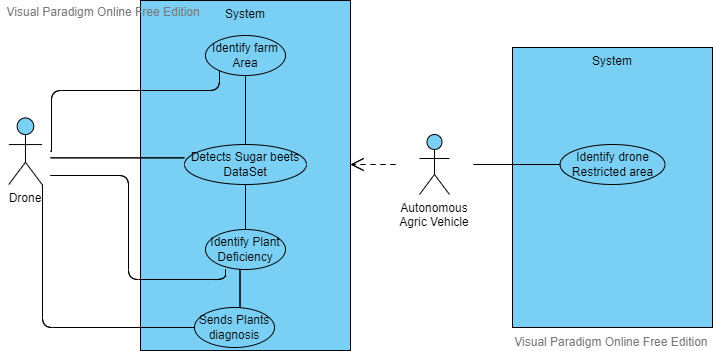 Visual Paradigm Online Free Edition
System
Identify farm
Area
Detects Sugar beets
DataSet
Identify Plant
Deficiency
Sends Plants
diagnosis
Drone
Autonomous
Agric Vehicle
System
Identify drone
Restricted area
Visual Paradigm Online Free Edition